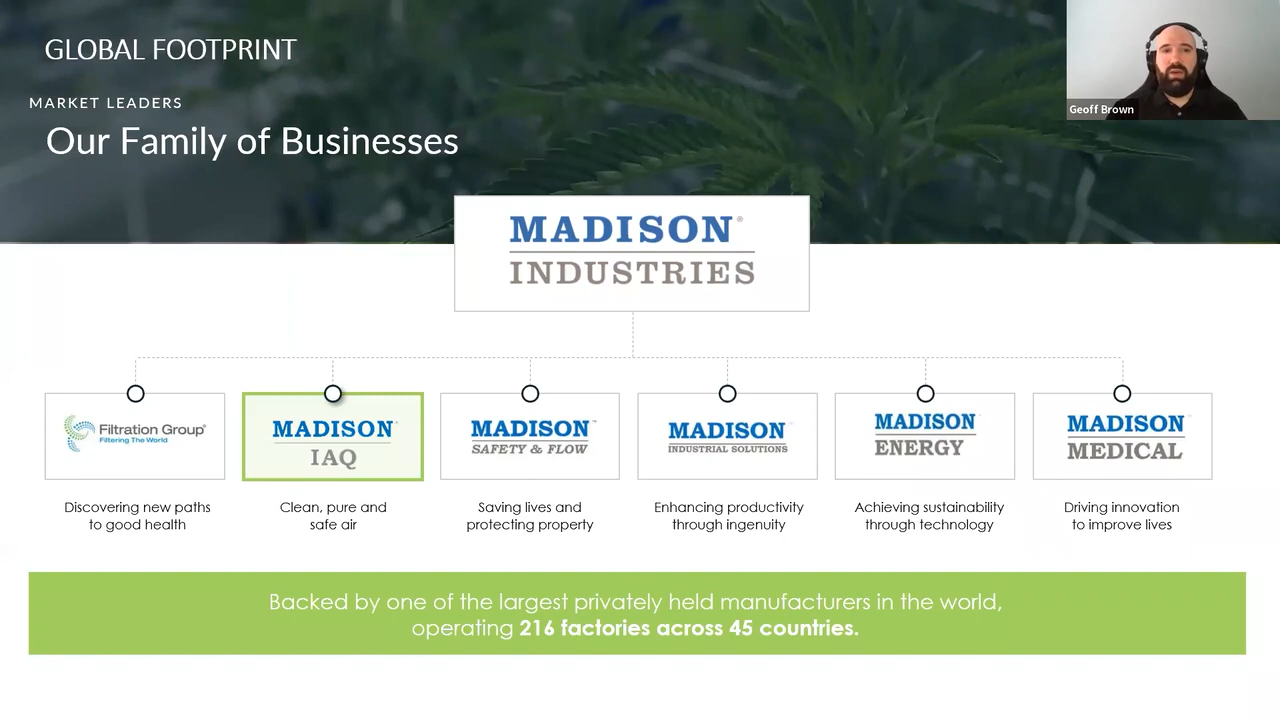 GLOBAL FOOTPRINT
MARKET LEADERS
Our Family of Businesses
Geoff Brown
MADISON®
INDUSTRIES
Filtration Group®
Filtering The World
MADISON
IAQ
MADISON™
SAFETY & FLOW
MADISON
INDUSTRIAL SOLUTIONS
MADISON
ENERGY
MADISON
MEDICAL
Discovering new paths
to good health
Clean, pure and
safe air
Saving lives and
protecting property
Enhancing productivity
through ingenuity
Achieving sustainability
through technology
Driving innovation
to improve lives
Backed by one of the largest privately held manufacturers in the world,
operating 216 factories across 45 countries.